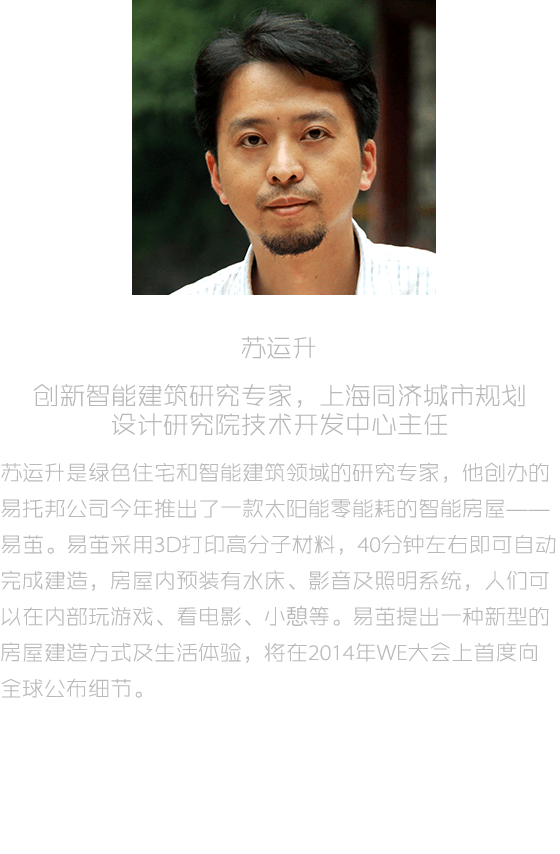 苏运升
创新智能建筑研究专家，上海同济城市规划
设计研究院技术开发中心主任
苏运升是绿色住宅和智能建筑领域的研究专家，他创办的
易托邦公司今年推出了一款太阳能零能耗的智能房屋——
易茧。易茧采用3D打印高分子材料，40分钟左右即可自动
完成建造，房屋内预装有水床、影音及照明系统，人们可
以在内部玩游戏、看电影、小憩等。易茧提出一种新型的
房屋建造方式及生活体验，将在2014年WE大会上首度向
全球公布细节。